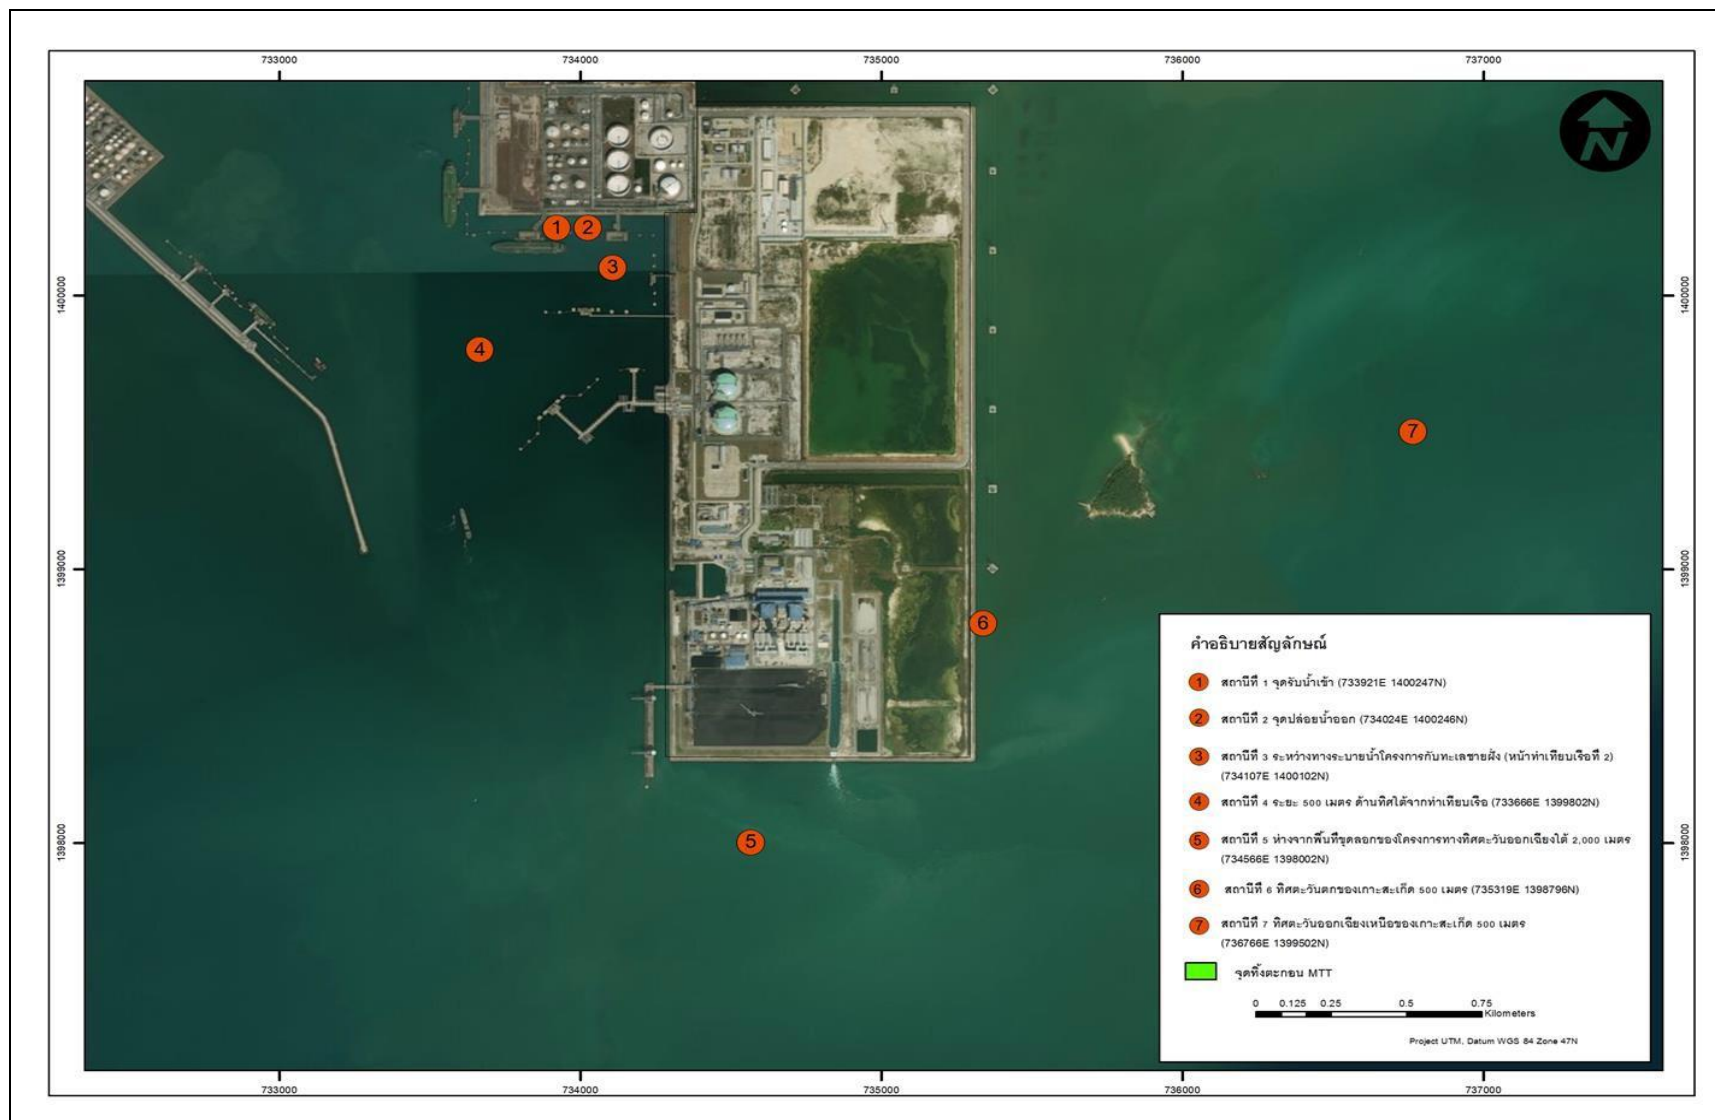 733000 734000 735000 736000 737000
N
1400000 1400000
1399000 1399000
1398000 1398000
1
2
3
4
5
6
7
คำอธิบายสัญลักษณ์
1 สถานีที่ 1 จุดรับน้ำเข้า (733921E 1400247N)
2 สถานีที่ 2 จุดปล่อยน้ำออก (734024E 1400246N)
3 สถานีที่ 3 ระหว่างทางระบายน้ำโครงการกับทะเลชายฝั่ง (หน้าท่าเทียบเรือที่ 2)
(734107E 1400102N)
4 สถานีที่ 4 ระยะ 500 เมตร ด้านทิศใต้จากท่าเทียบเรือ (733666E 1399802N)
5 สถานีที่ 5 ห่างจากพื้นที่ขุดลอกของโครงการทางทิศตะวันออกเฉียงใต้ 2,000 เมตร
(734566E 1398002N)
6 สถานีที่ 6 ทิศตะวันตกของเกาะสะเก็ด 500 เมตร (735319E 1398796N)
7 สถานีที่ 7 ทิศตะวันออกเฉียงเหนือของเกาะสะเก็ด 500 เมตร
(736766E 1399502N)
จุดทิ้งตะกอน MTT
0 0.125 0.25 0.5 0.75
Kilometers
Project UTM, Datum WGS 84 Zone 47N
733000 734000 735000 736000 737000